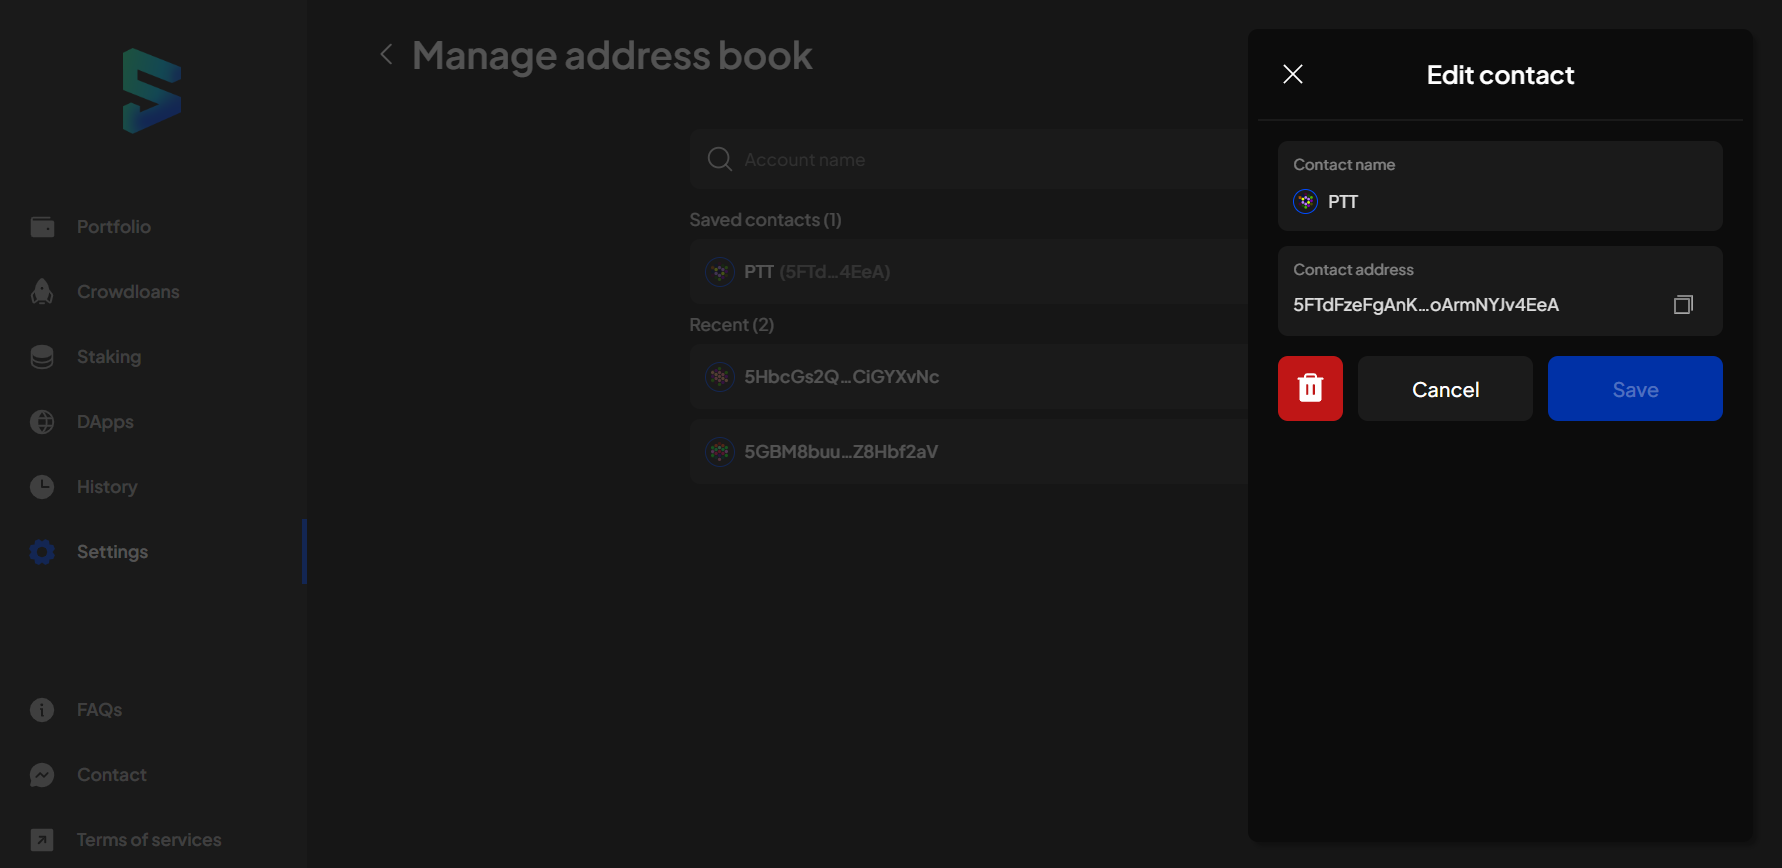 Portfolio
Crowdloans
Staking
DApps
History
Settings
FAQs
Contact
Terms of services
Manage address book
Account name
Saved contacts (1)
PTT (5FTd...4EeA)
Recent (2)
5HbcGs2Q...CiGYXvNc
5GBM8buu...Z8Hbf2aV
Edit contact
Contact name
PTT
Contact address
5FTdFzeFgAnK...oArmNYJv4EeA
Cancel
Save